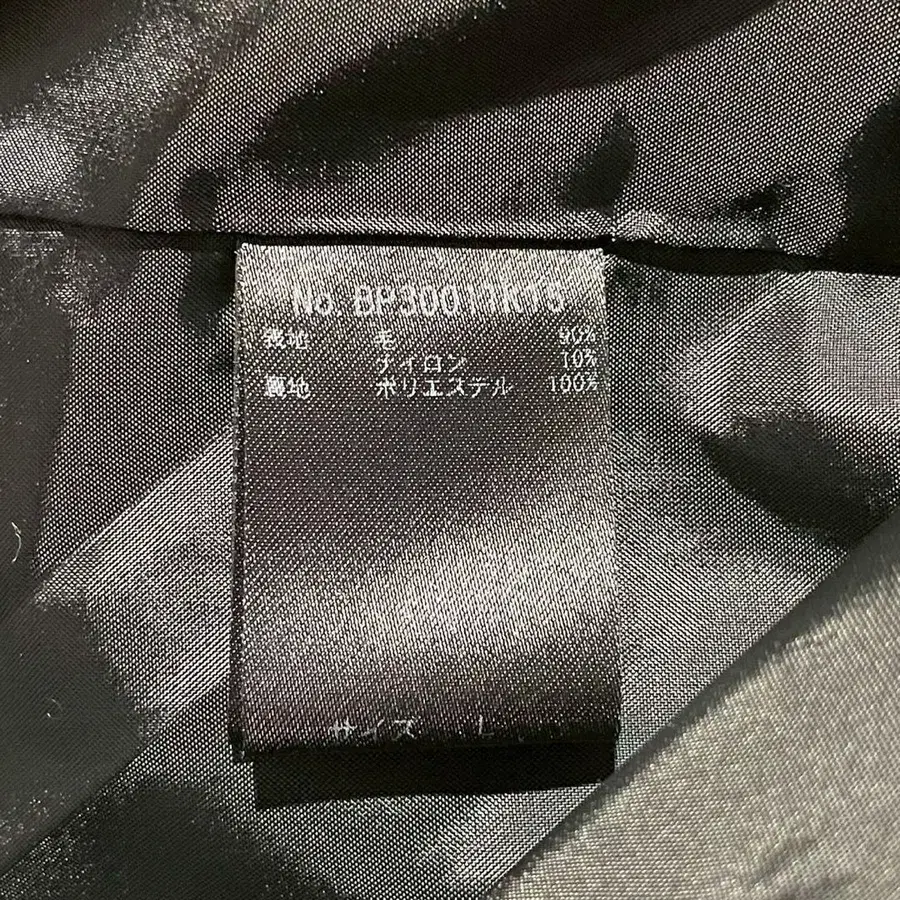 No. BP30011R15
表地 毛 90%
ナイロン 10%
裏地 ポリエステル 100%
サイズ L